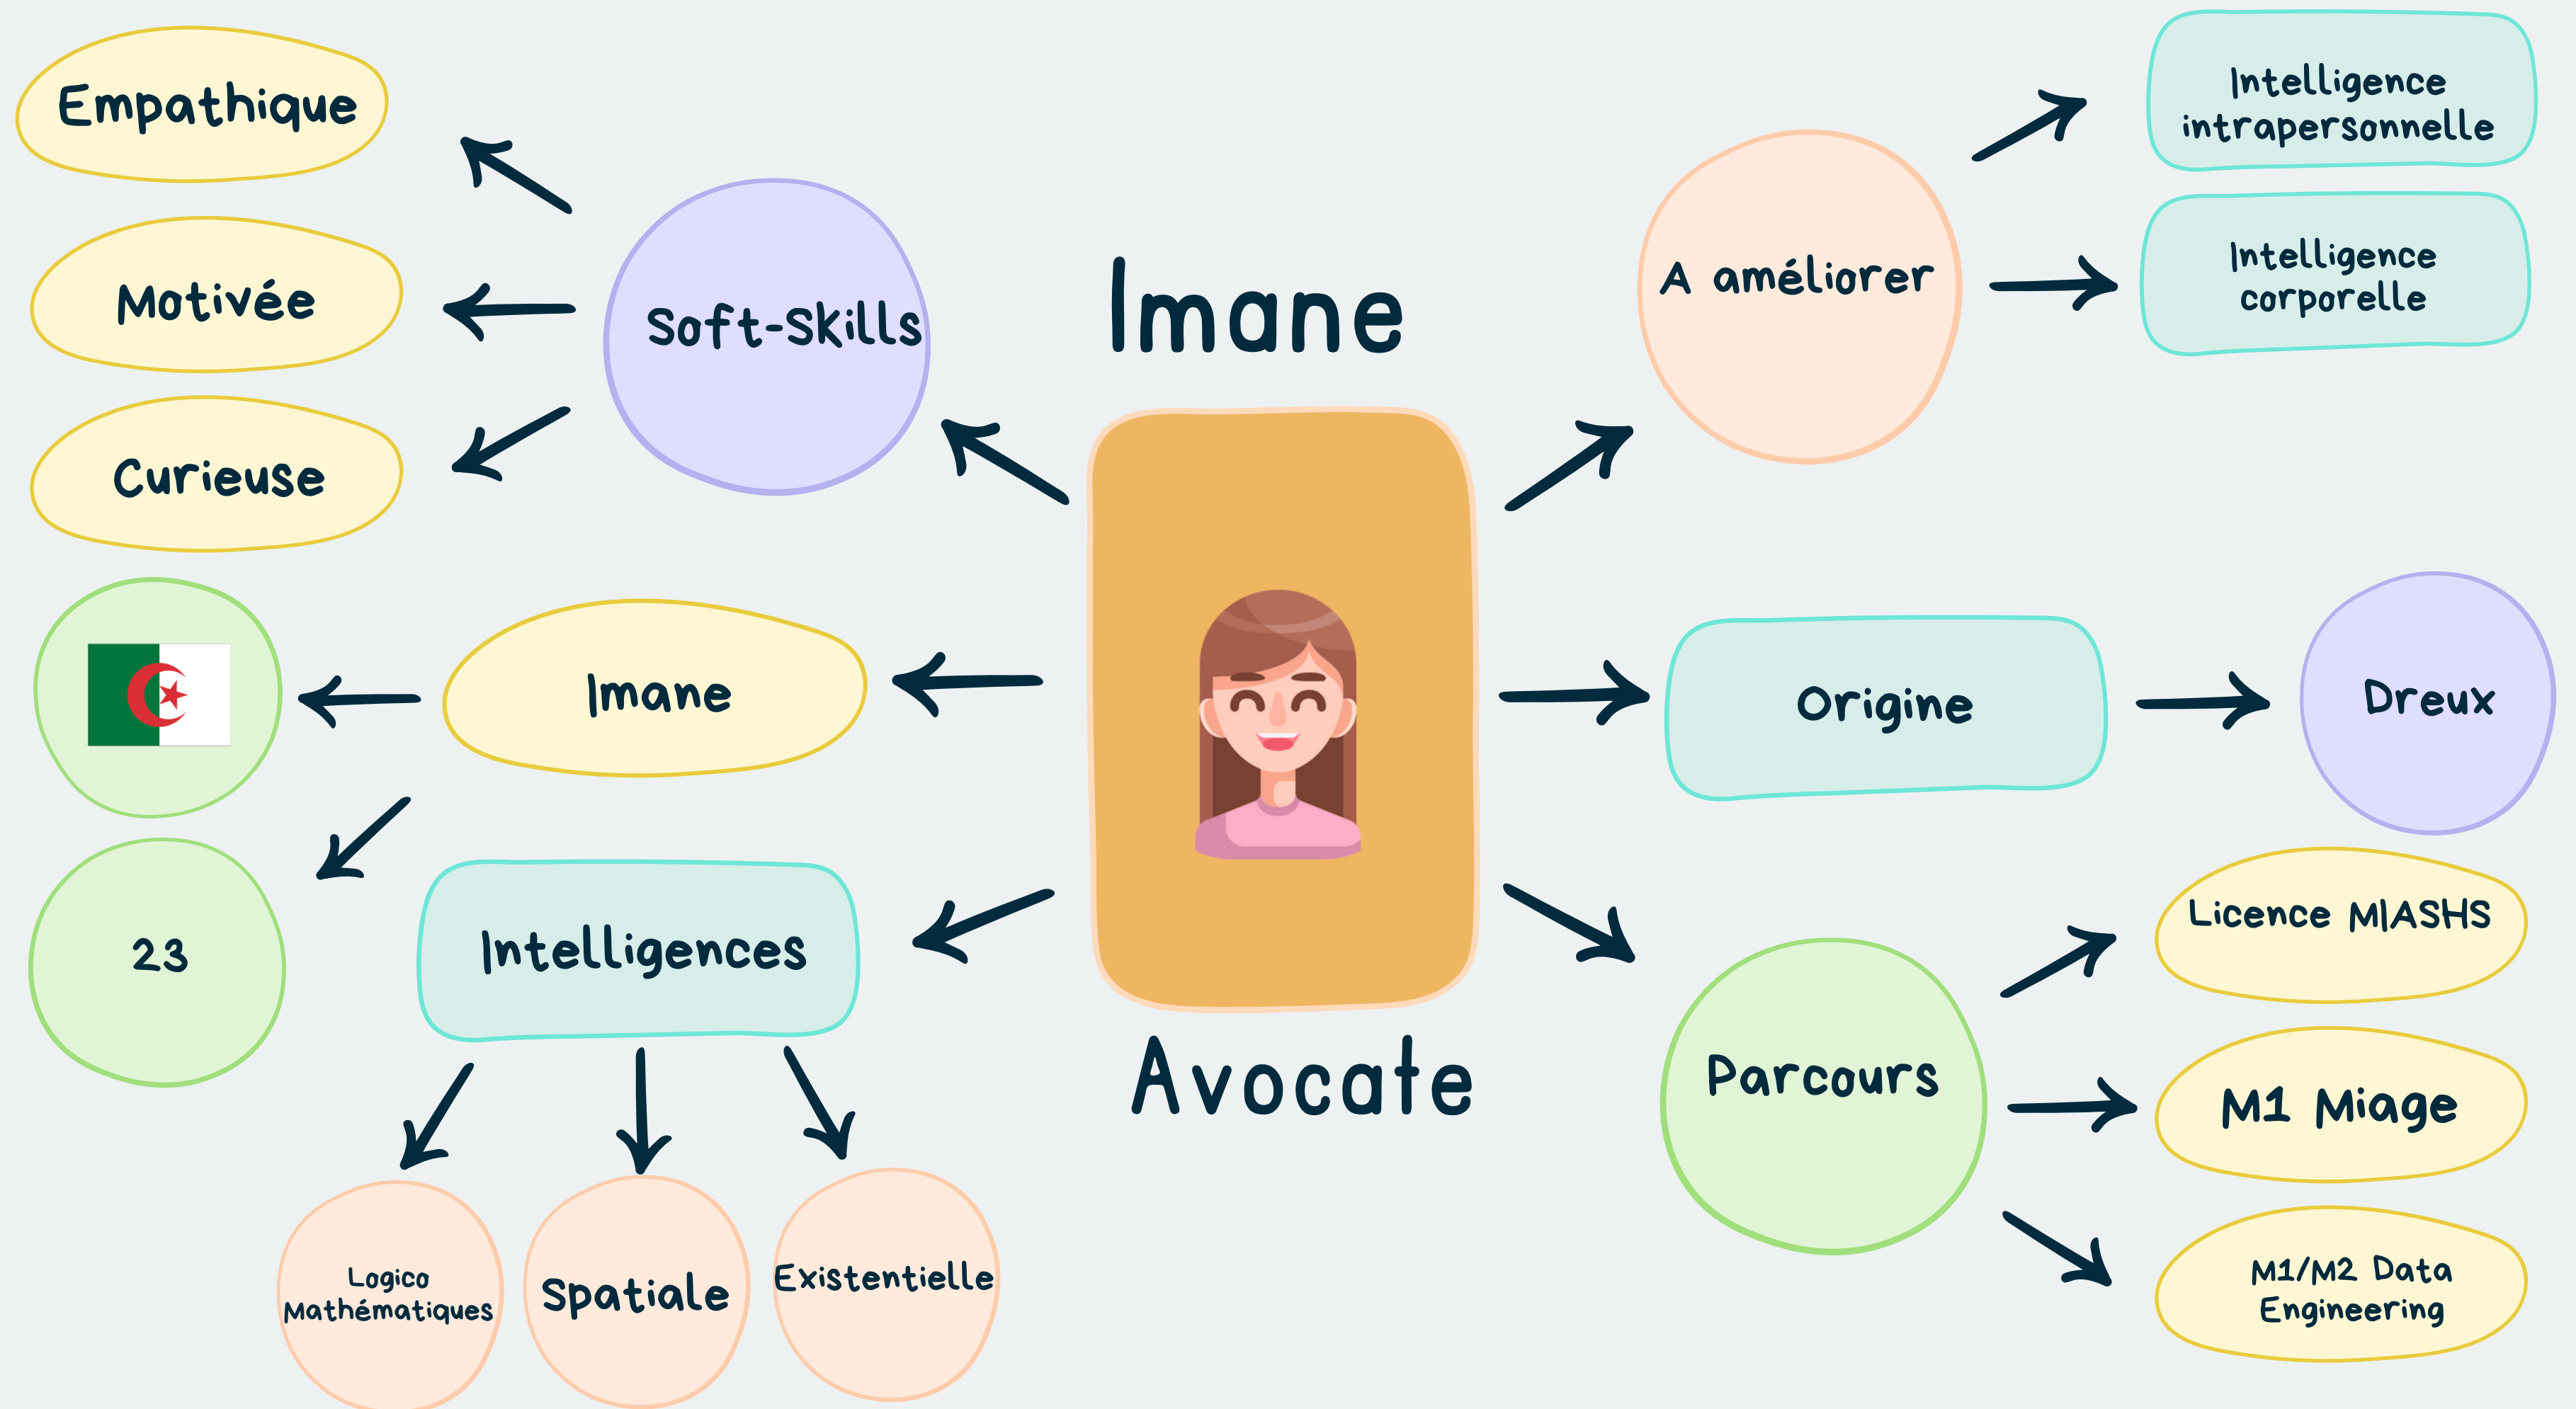 Empathique
Motivée
Curieuse
Soft-Skills
Imane
A améliorer
Intelligence
intrapersonnelle
Intelligence
corporelle
Imane
23
Origine
Dreux
Intelligences
Logico
Mathématiques
Spatiale
Existentielle
Avocate
Parcours
Licence MIASHS
M1 Miage
M1/M2 Data
Engineering